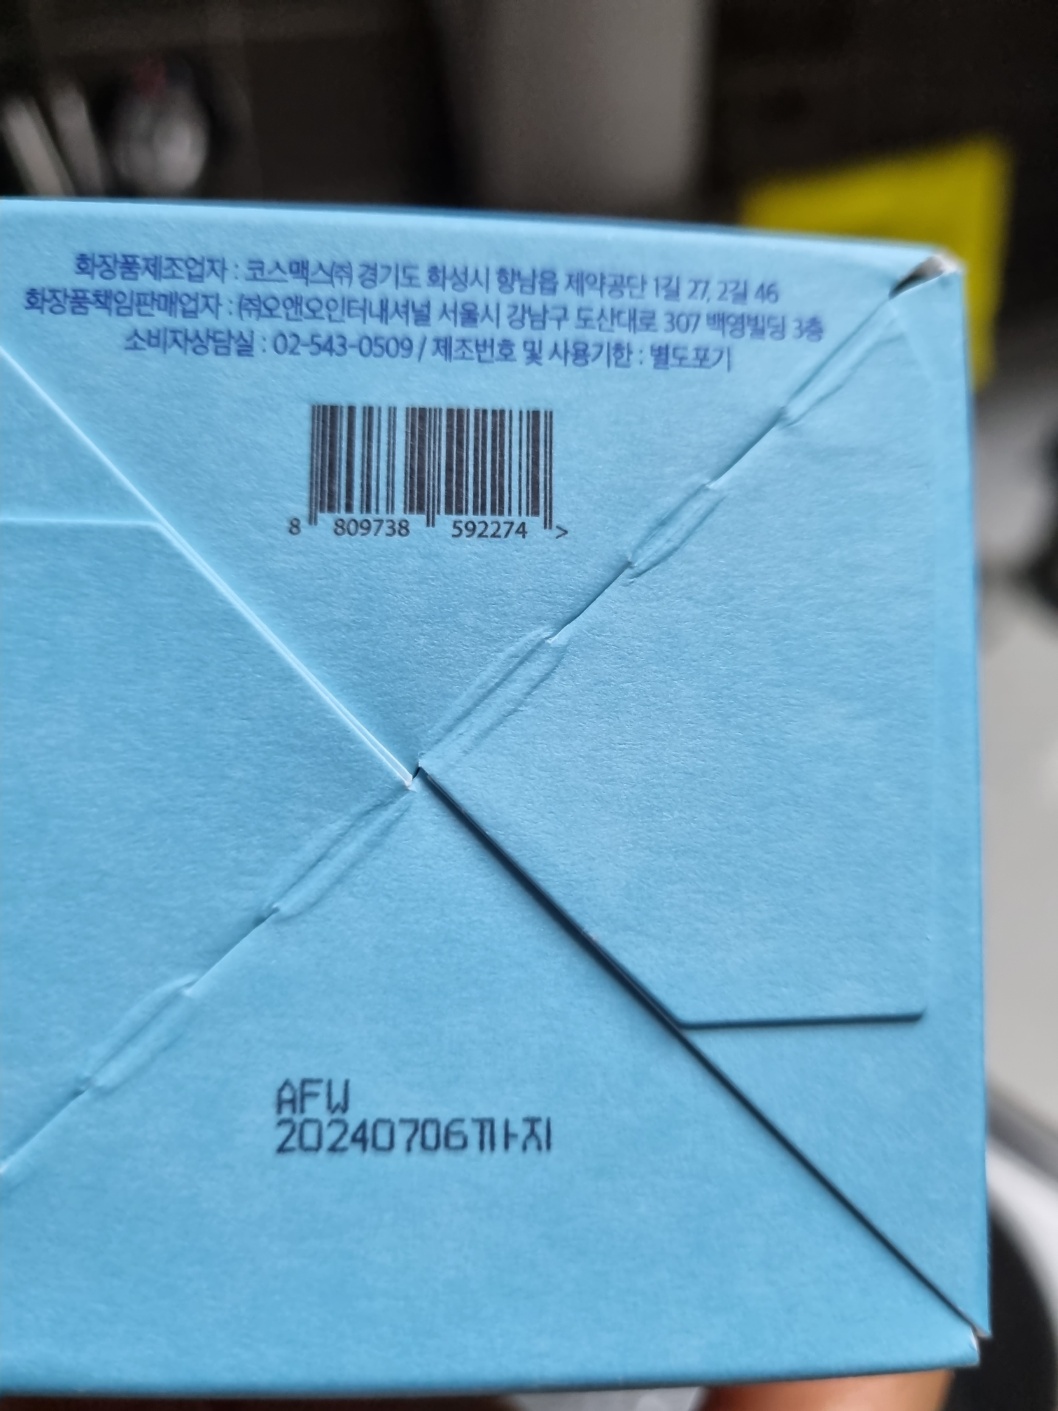 화장품제조업자 : 코스맥스㈜ 경기도 화성시 향남읍 제약공단 1길 27, 2길 46
화장품책임판매업자 : ㈜오앤오인터내셔널 서울시 강남구 도산대로 307 백영빌딩 3층
소비자상담실 : 02-543-0509 / 제조번호 및 사용기한 : 별도포기
8 809738 592274 >
AFW
20240706까지